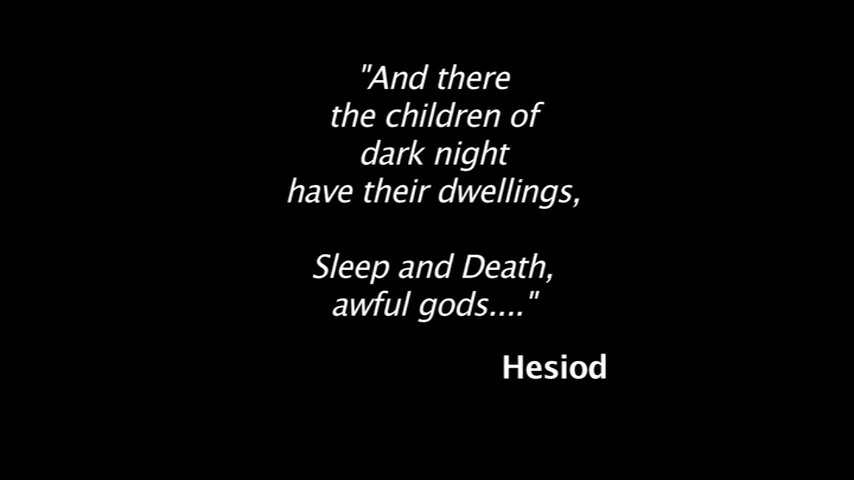 "And there
the children of
dark night
have their dwellings,
Sleep and Death,
awful gods...."
Hesiod